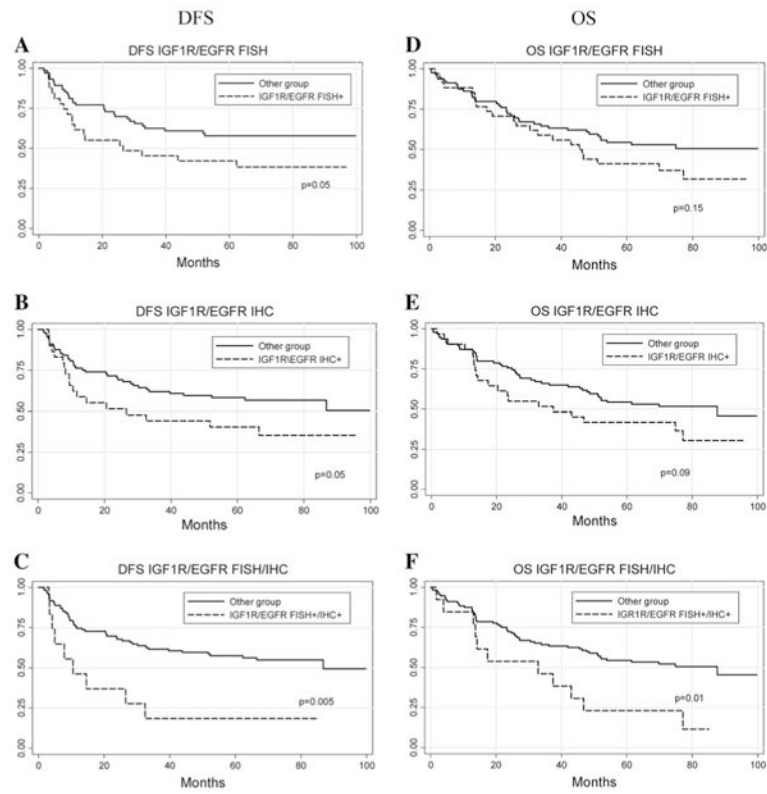 DFS
OS
A
DFS IGF1R/EGFR FISH
1.00
0.75
0.50
0.25
0.00
Other group
IGF1R/EGFR FISH+
p=0.05
0 20 40 60 80 100
Months
D
OS IGF1R/EGFR FISH
1.00
0.75
0.50
0.25
0.00
Other group
IGF1R/EGFR FISH+
p=0.15
0 20 40 60 80 100
Months
B
DFS IGF1R/EGFR IHC
1.00
0.75
0.50
0.25
0.00
Other group
IGF1R\EGFR IHC+
p=0.05
0 20 40 60 80 100
Months
E
OS IGF1R/EGFR IHC
1.00
0.75
0.50
0.25
0.00
Other group
IGF1R/EGFR IHC+
p=0.09
0 20 40 60 80 100
Months
C
DFS IGF1R/EGFR FISH/IHC
1.00
0.75
0.50
0.25
0.00
Other group
IGF1R/EGFR FISH+/IHC+
p=0.005
0 20 40 60 80 100
Months
F
OS IGF1R/EGFR FISH/IHC
1.00
0.75
0.50
0.25
0.00
Other group
IGR1R/EGFR FISH+/IHC+
p=0.01
0 20 40 60 80 100
Months